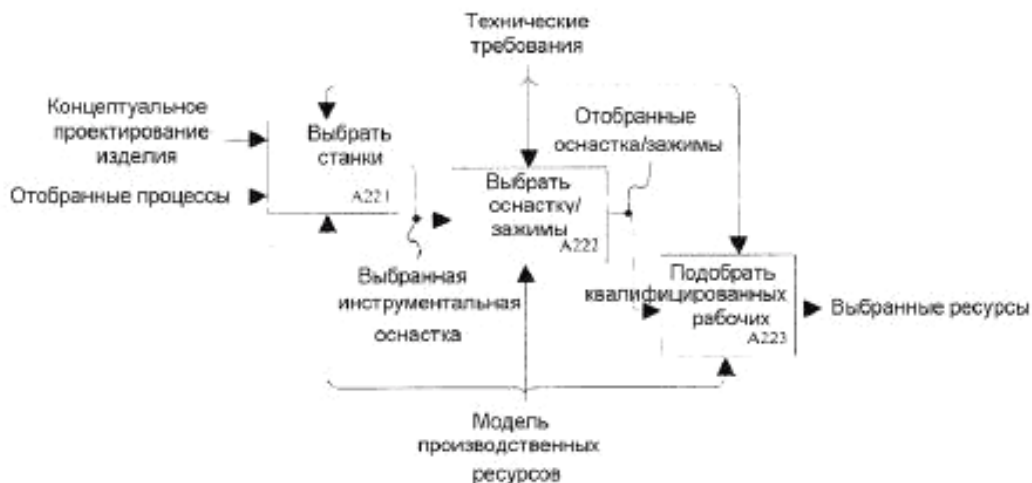 Технические
требования
Концептуальное
проектирование
изделия
Отобранные процессы
Выбрать
станки
A221
Отобранные
оснастка/зажимы
Выбрать
оснастку/
зажимы
A222
Выбранная
инструментальная
оснастка
Подобрать
квалифицированных
рабочих
A223
Выбранные ресурсы
Модель
производственных
ресурсов